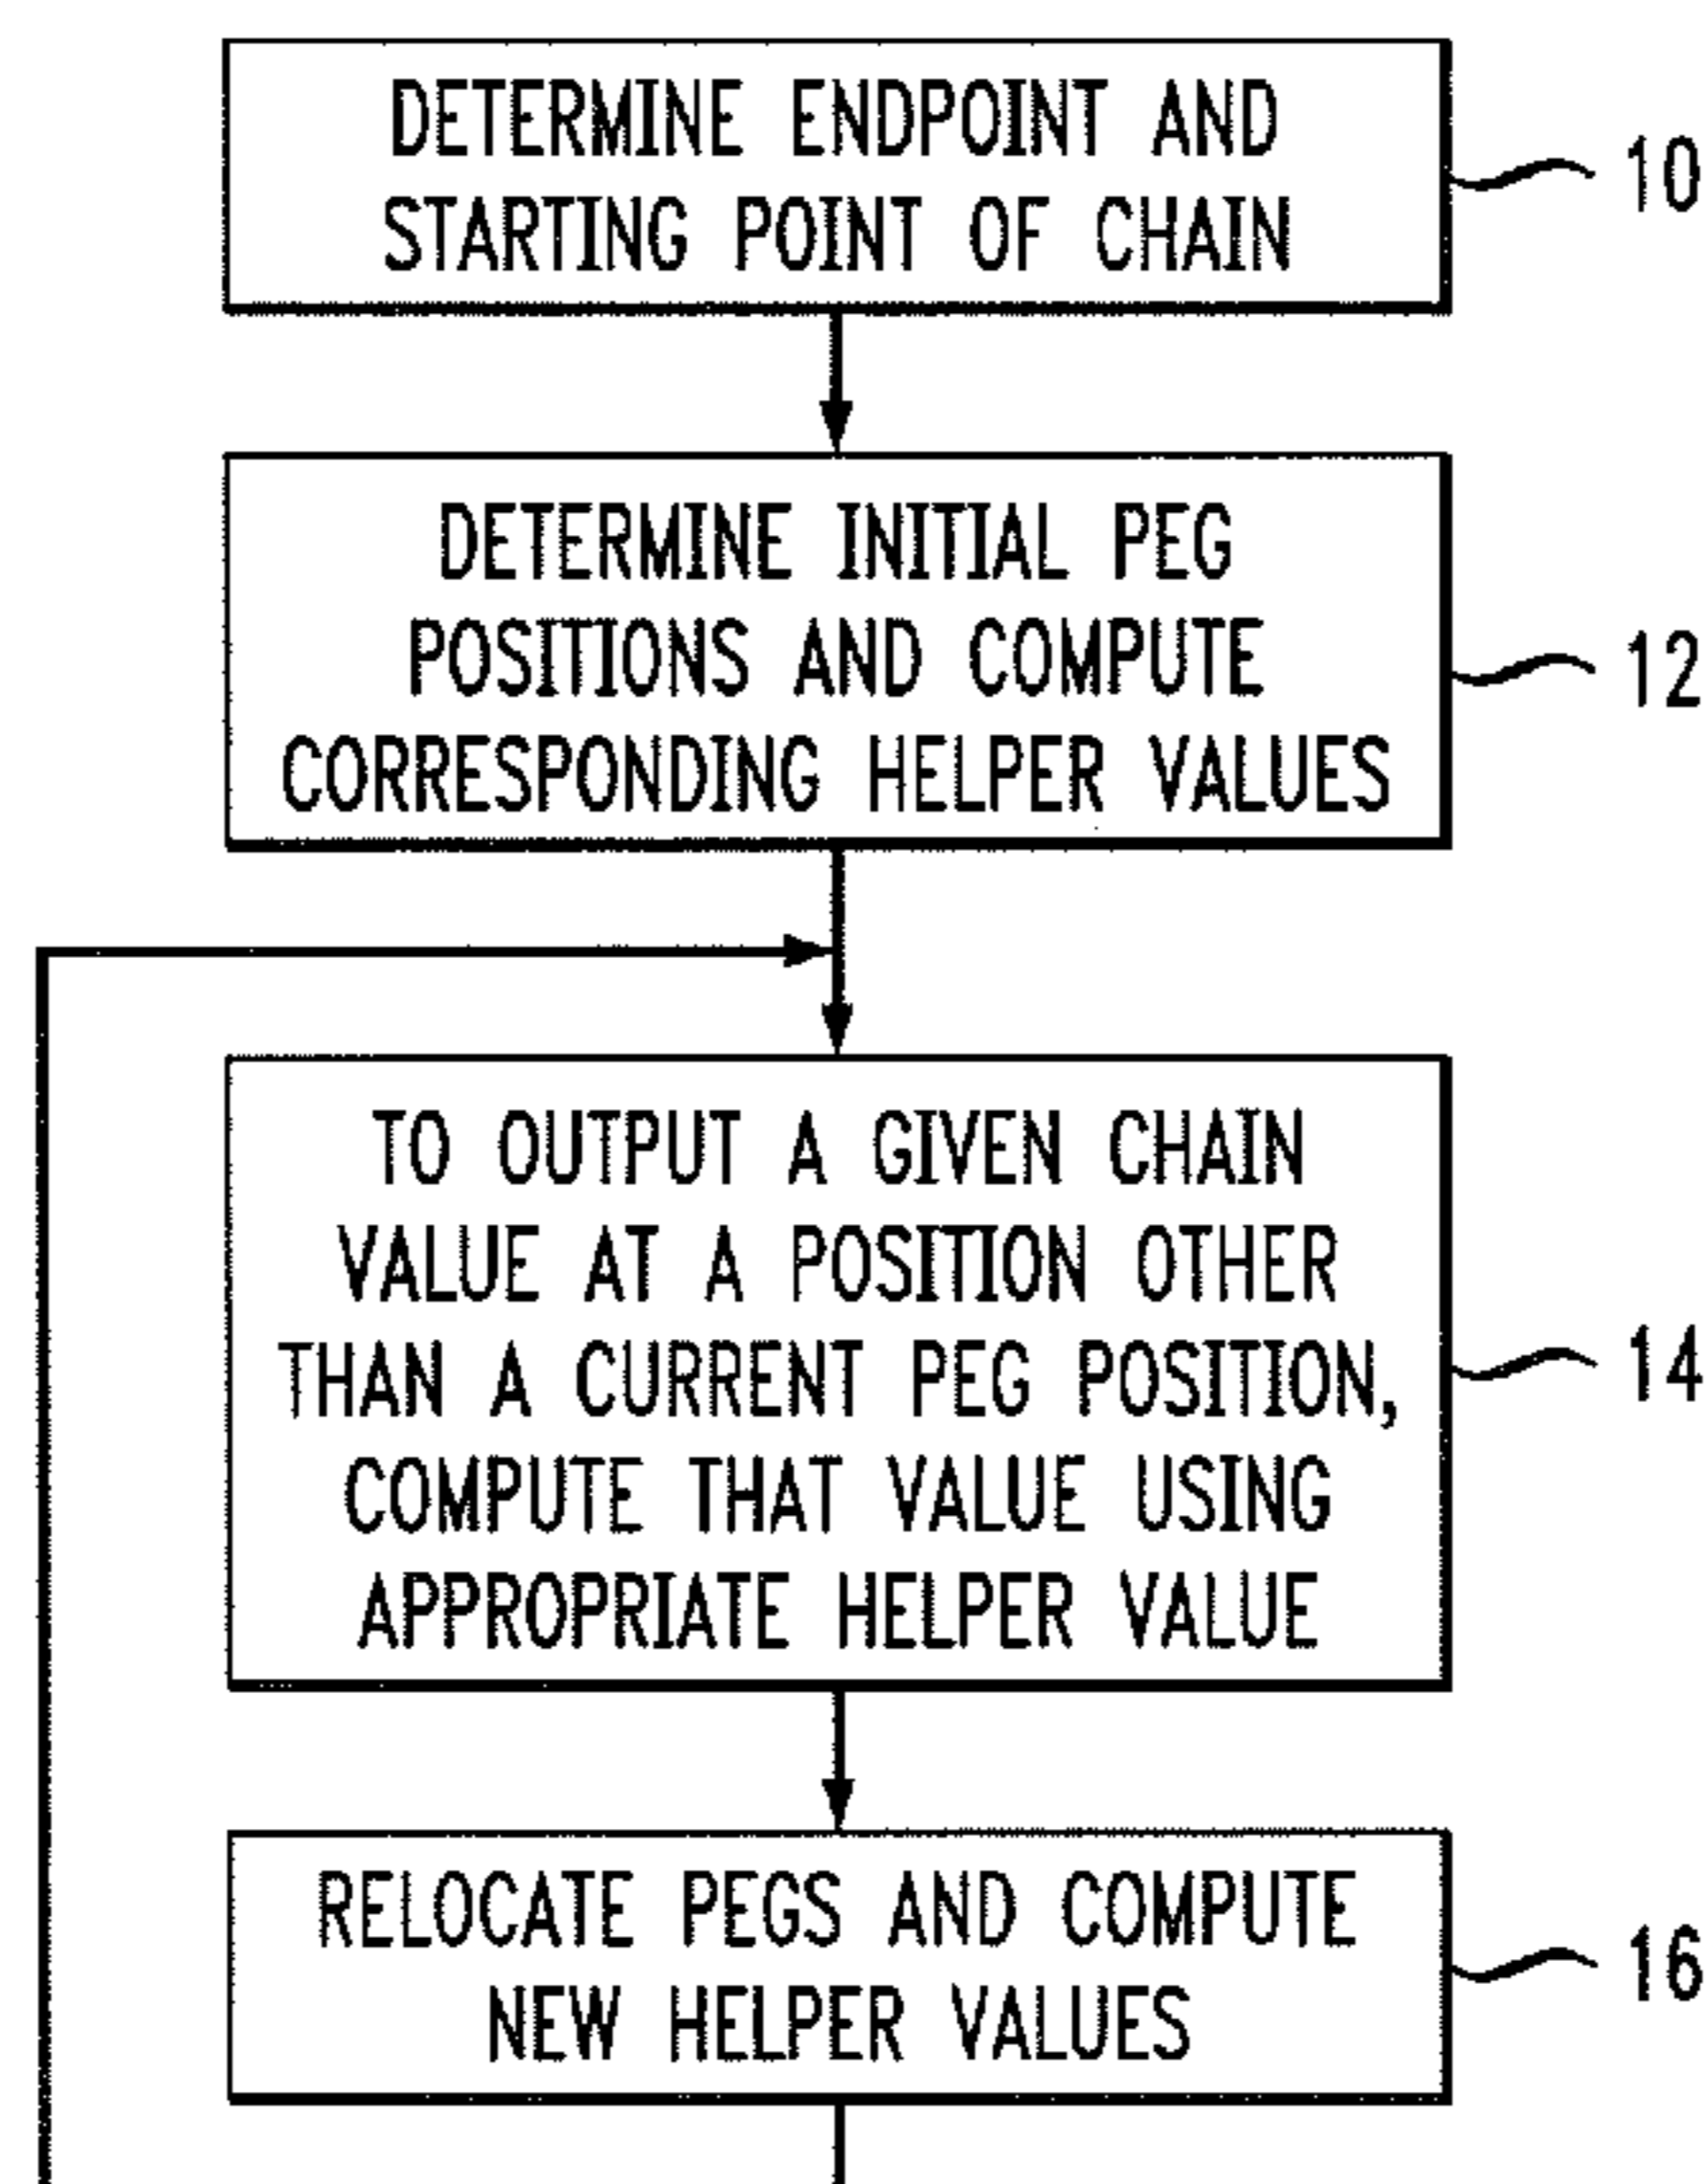 DETERMINE ENDPOINT AND
STARTING POINT OF CHAIN
10
DETERMINE INITIAL PEG
POSITIONS AND COMPUTE
CORRESPONDING HELPER VALUES
12
TO OUTPUT A GIVEN CHAIN
VALUE AT A POSITION OTHER
THAN A CURRENT PEG POSITION,
COMPUTE THAT VALUE USING
APPROPRIATE HELPER VALUE
14
RELOCATE PEGS AND COMPUTE
NEW HELPER VALUES
16